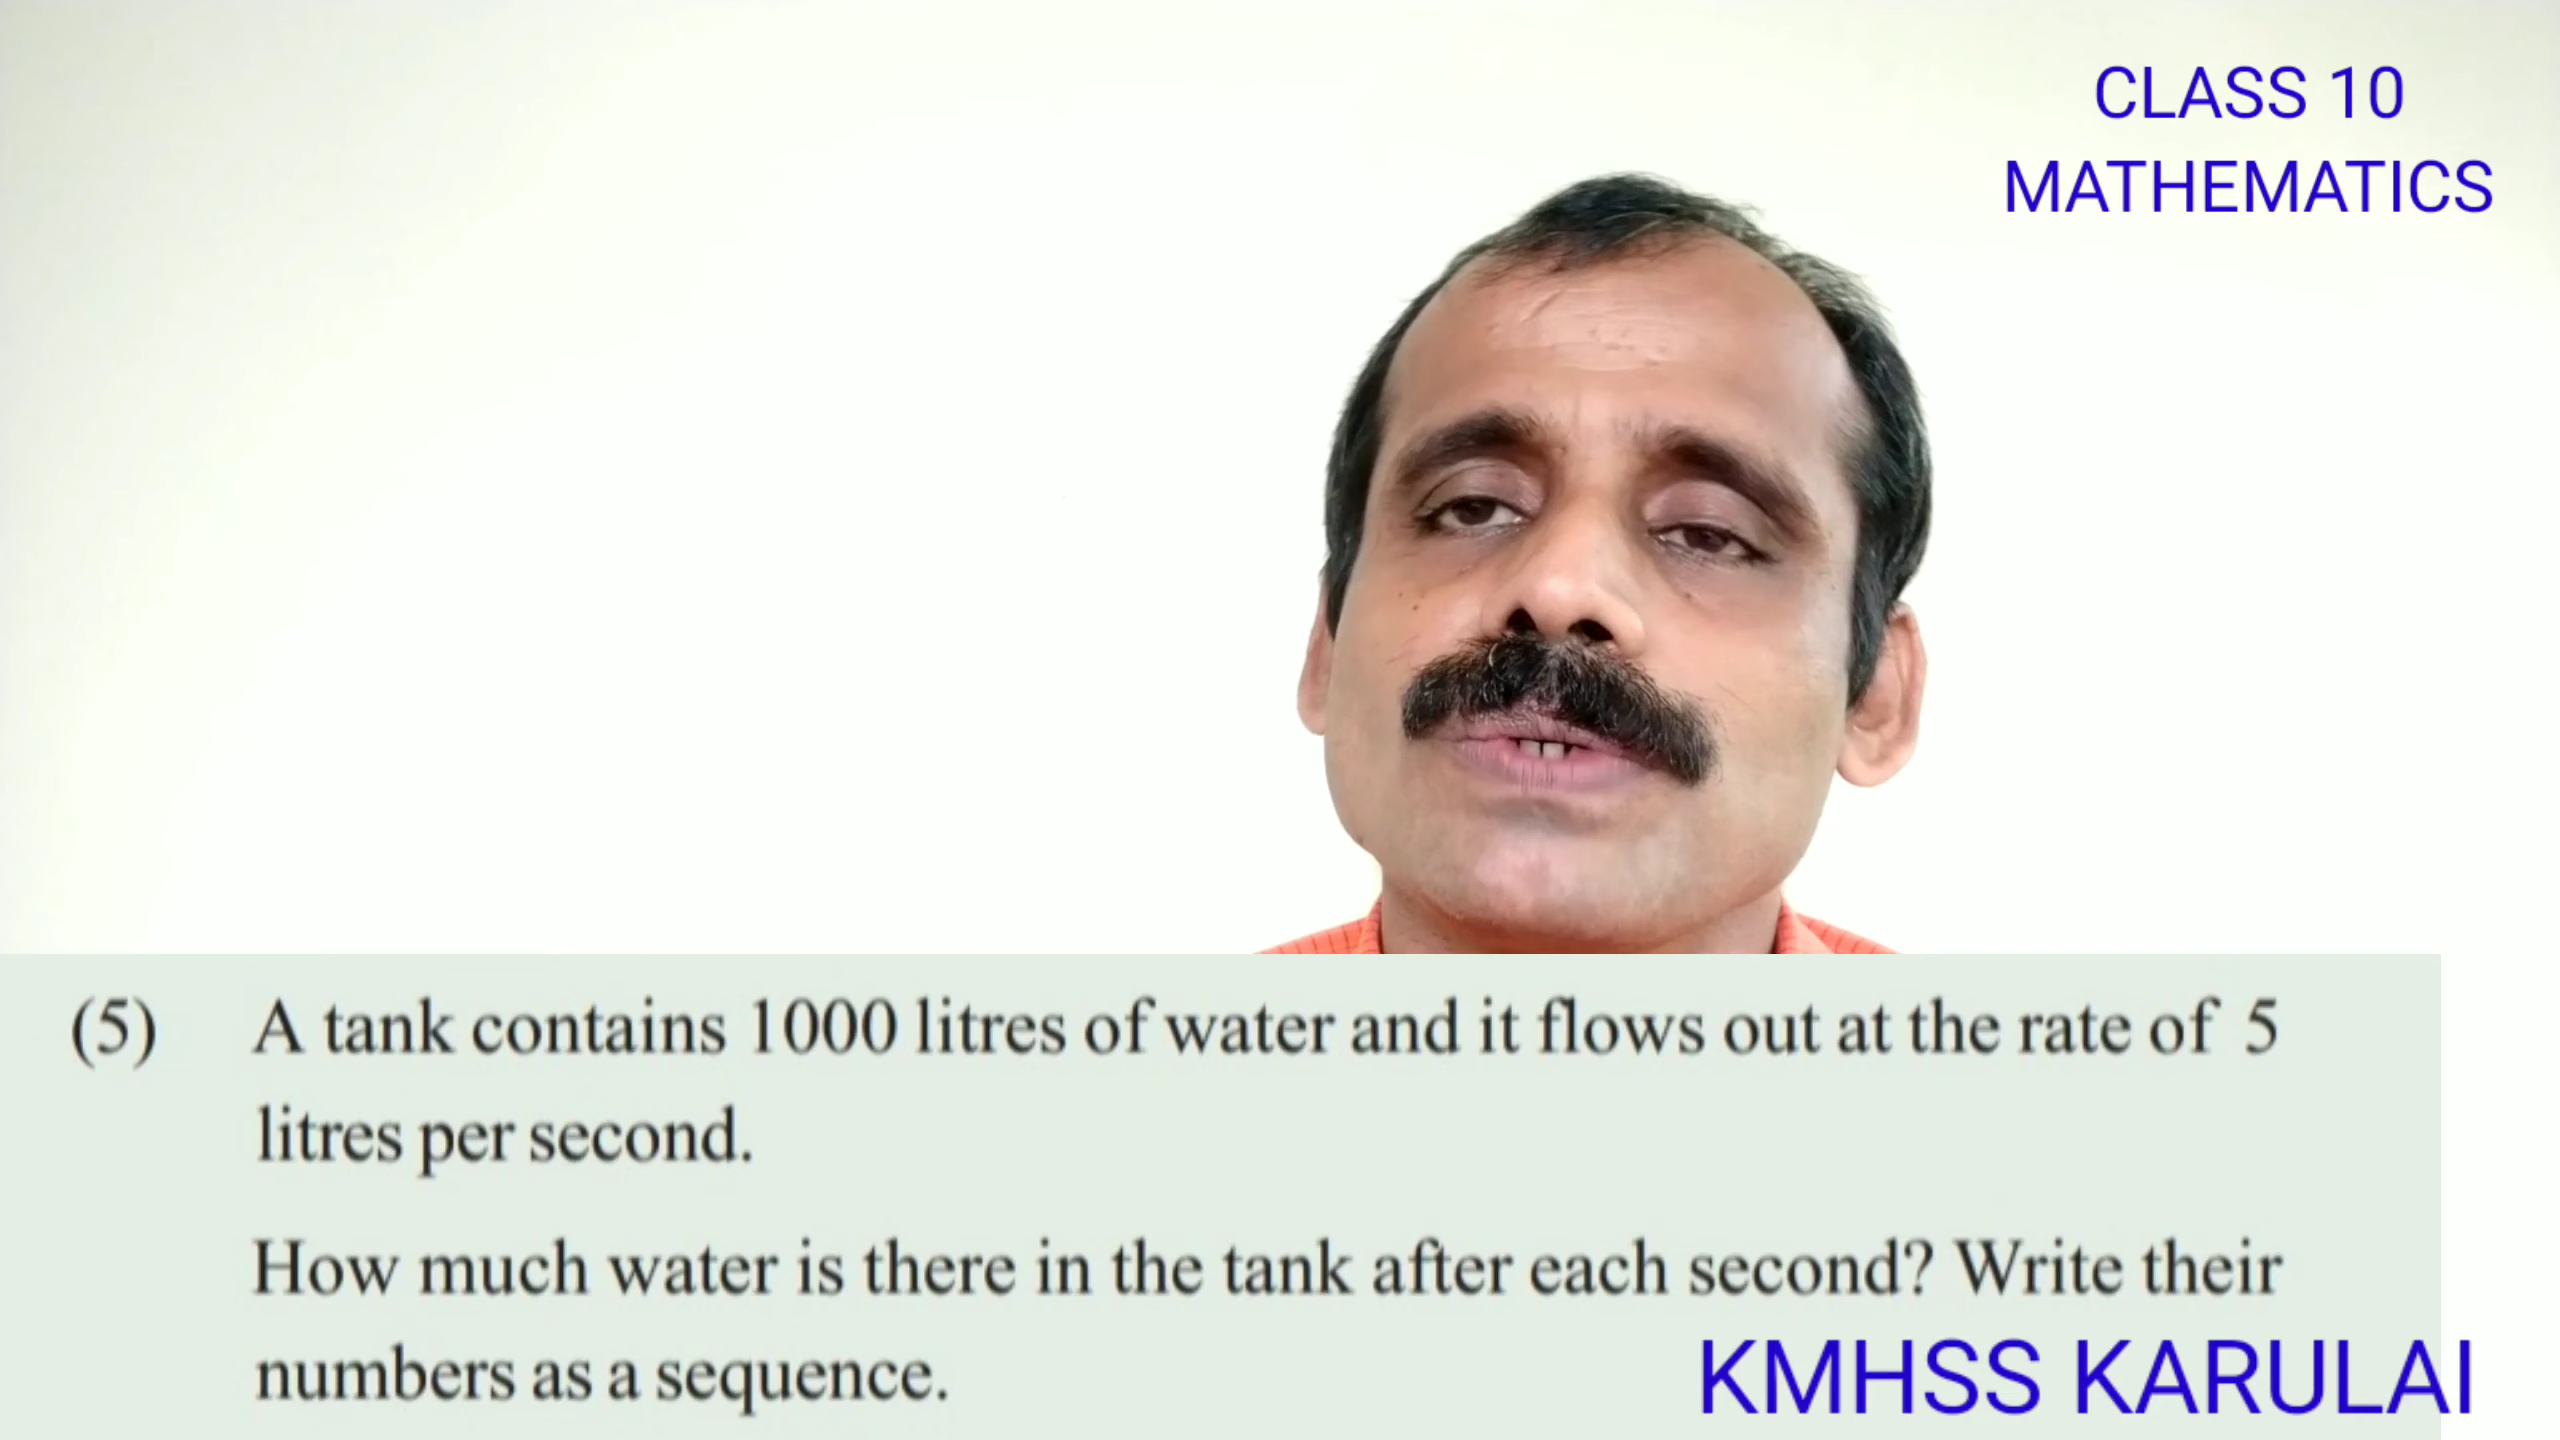 CLASS 10
MATHEMATICS
(5) A tank contains 1000 litres of water and it flows out at the rate of 5
litres per second.
How much water is there in the tank after each second? Write their
numbers as a sequence.
KMHSS KARULAI